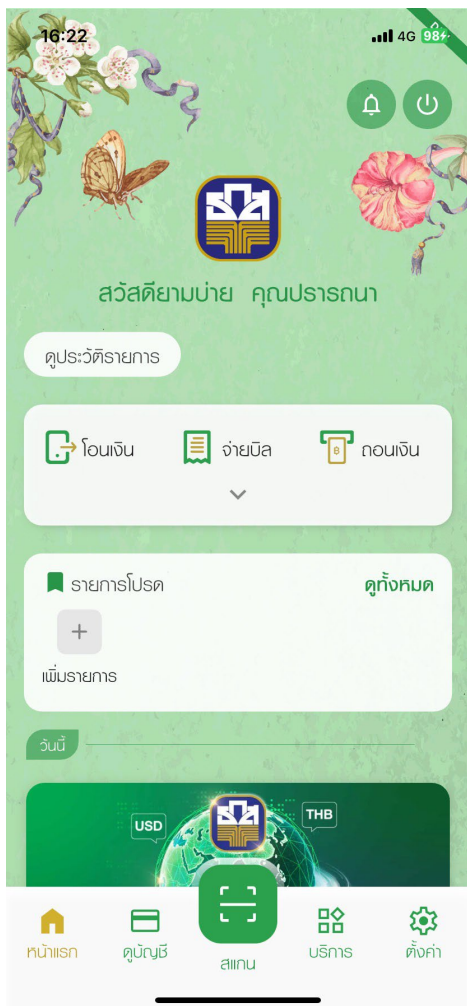 16:22
4G 98
สวัสดียามบ่าย คุณปรารถนา
ดูประวัติรายการ
โอนเงิน จ่ายบิล ถอนเงิน
รายการโปรด ดูทั้งหมด
เพิ่มรายการ
วันนี้
USD THB
หน้าแรก ดูบัญชี สแกน บริการ ตั้งค่า